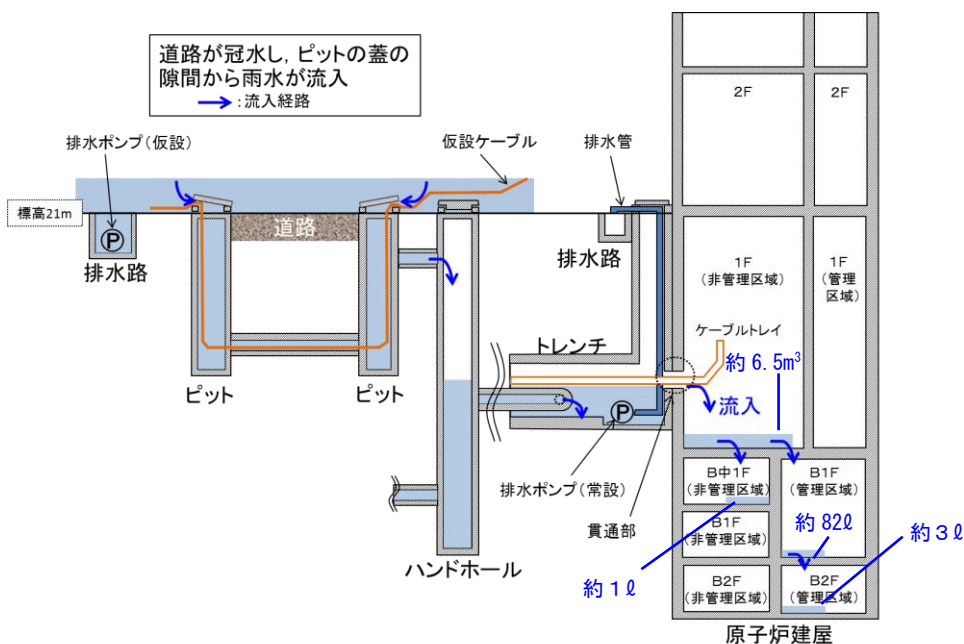 道路が冠水し，ピットの蓋の
隙間から雨水が流入
：流入経路
排水ポンプ（仮設）
仮設ケーブル
排水管
2F
2F
標高21m
P
道路
排水路
排水路
1F
（非管理区域）
1F
（管理
区域）
ケーブルトレイ
トレンチ
約6.5m³
ピット
ピット
流入
P
B中1F
（非管理区域）
B1F
（管理区域）
排水ポンプ（常設）
貫通部
B1F
（非管理区域）
約82ℓ
約3ℓ
ハンドホール
約1ℓ
B2F
（非管理区域）
B2F
（管理区域）
原子炉建屋